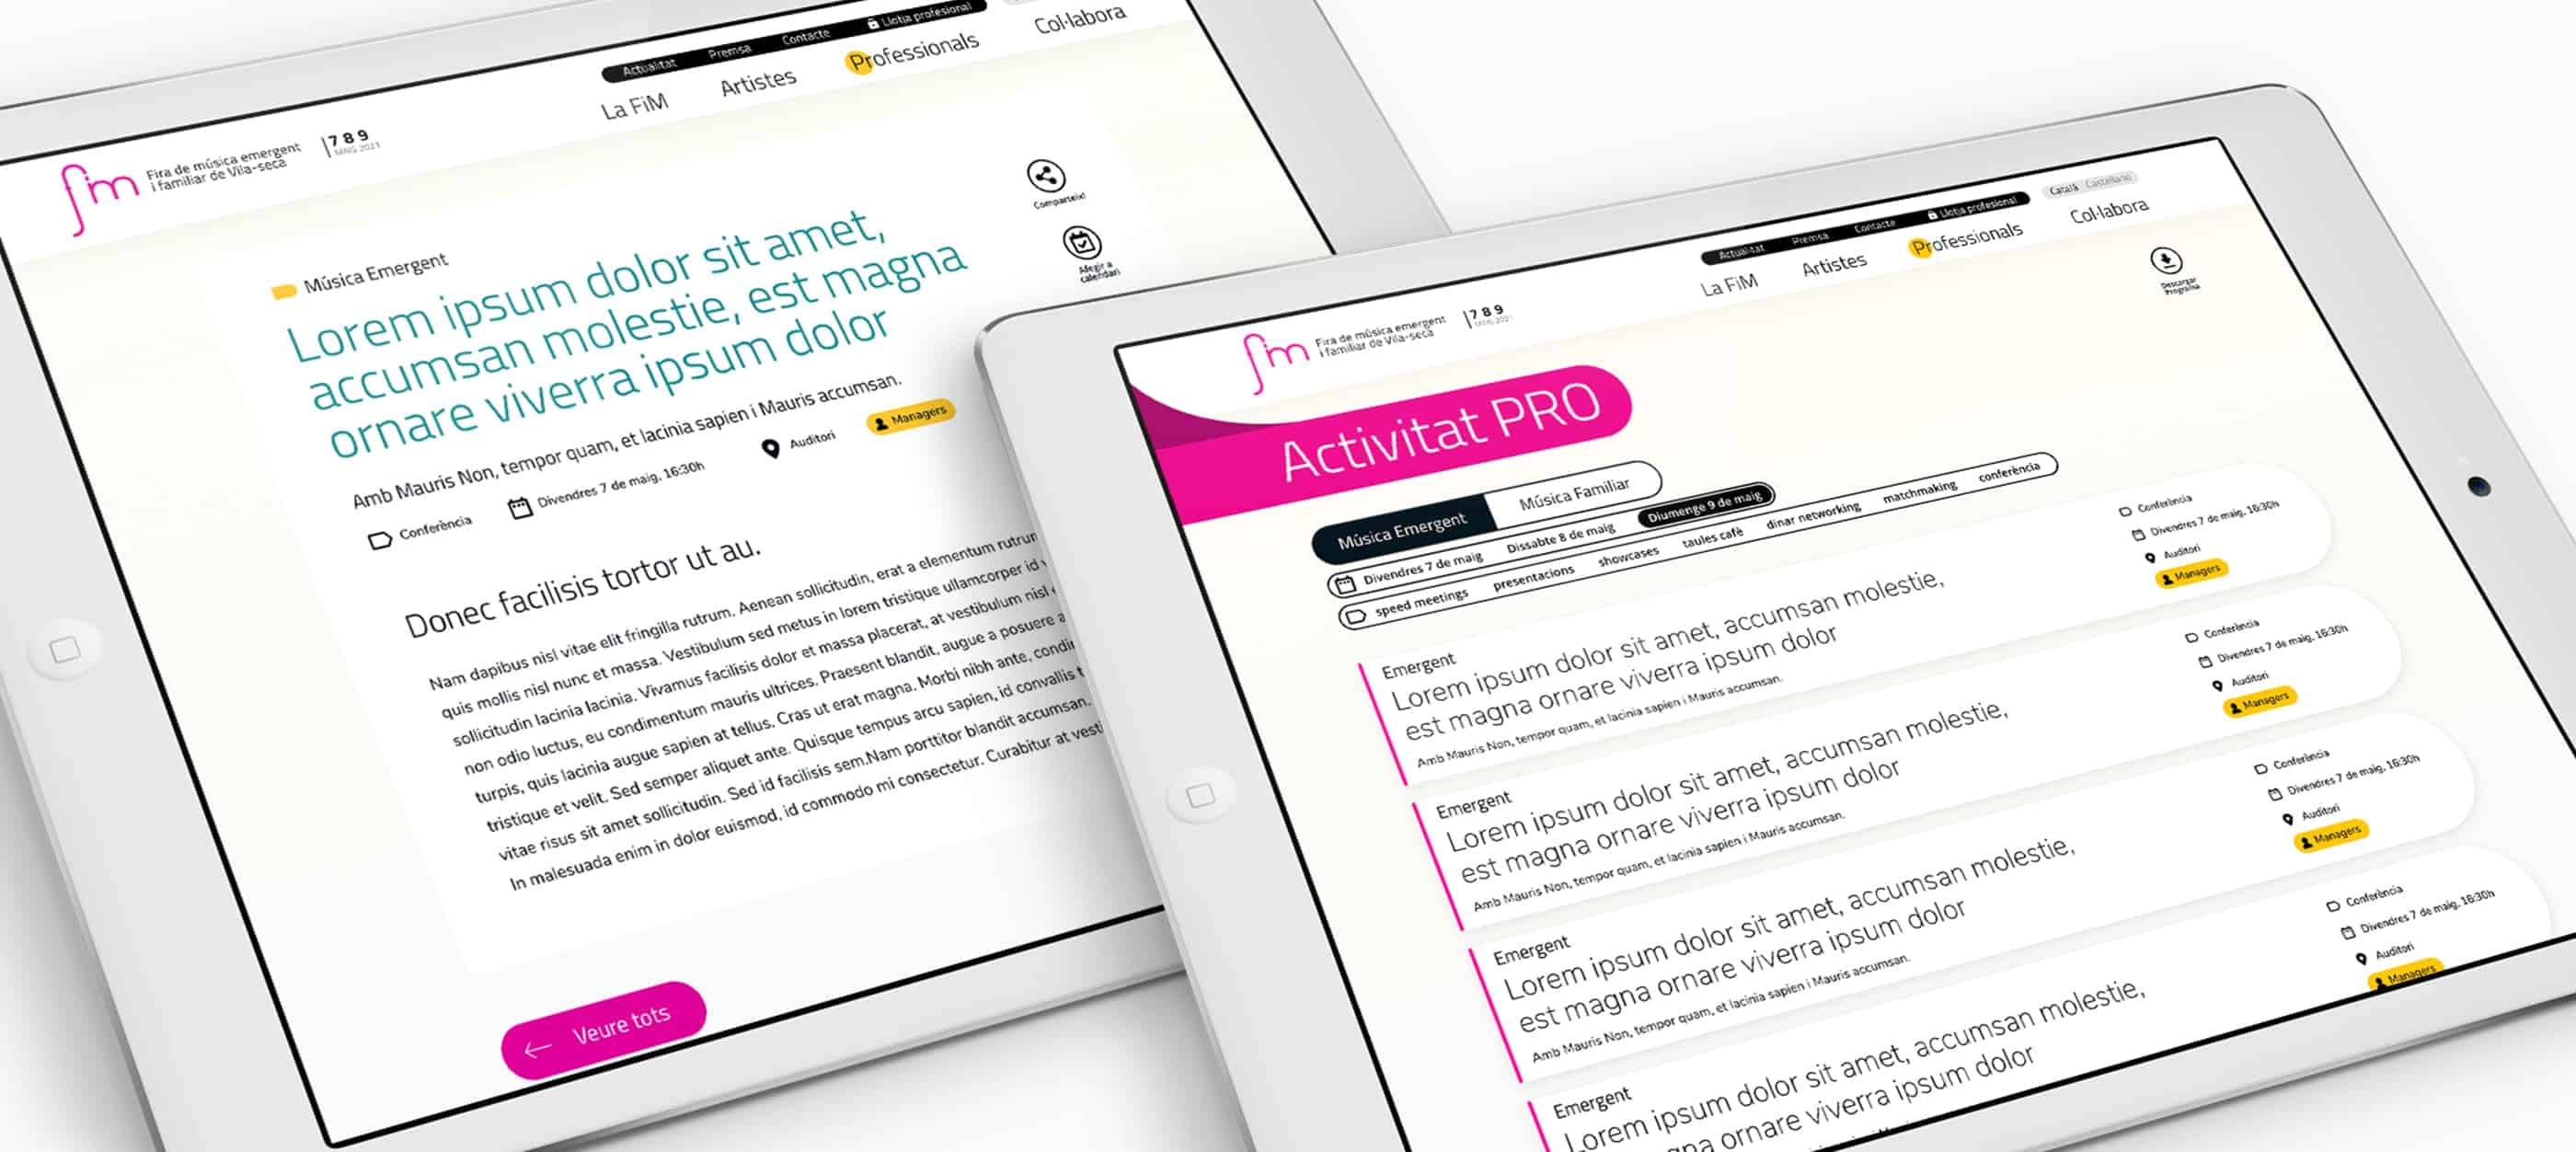 Actualitat Premsa Contacte Llotja profesional
La FiM Artistes Professionals Col·labora
fim Fira de música emergent
i familiar de Vila-seca
7 8 9
MAIG 2021
Comparteix!
Afegir a
calendari
Música Emergent
Lorem ipsum dolor sit amet,
accumsan molestie, est magna
ornare viverra ipsum dolor
Amb Mauris Non, tempor quam, et lacinia sapien i Mauris accumsan.
Conferència Divendres 7 de maig, 16:30h Auditori Managers
Donec facilisis tortor ut au.
Nam dapibus nisl vitae elit fringilla rutrum. Aenean sollicitudin, erat a elementum rutrum
quis mollis nisl nunc et massa. Vestibulum sed metus in lorem tristique ullamcorper id
sollicitudin lacinia lacinia. Vivamus facilisis dolor et massa placerat, at vestibulum nisl
non odio luctus, eu condimentum mauris ultrices. Praesent blandit, augue a posuere
turpis, quis lacinia augue sapien at tellus. Cras ut erat magna. Morbi nibh ante,
tristique et velit. Sed semper aliquet ante. Quisque tempus arcu sapien, id convallis
vitae risus sit amet sollicitudin. Sed id facilisis sem.Nam porttitor blandit accumsan.
In malesuada enim in dolor euismod, id commodo mi consectetur. Curabitur at
← Veure tots
Actualitat Premsa Contacte Llotja profesional Català Castellano
La FiM Artistes Professionals Col·labora
fim Fira de música emergent
i familiar de Vila-seca
7 8 9
MAIG 2021
Descargar
Programa
Activitat PRO
Música Emergent Música Familiar
Divendres 7 de maig Dissabte 8 de maig Diumenge 9 de maig
speed meetings presentacions showcases taules cafè dinar networking matchmaking conferència
Emergent
Lorem ipsum dolor sit amet, accumsan molestie,
est magna ornare viverra ipsum dolor
Amb Mauris Non, tempor quam, et lacinia sapien i Mauris accumsan.
Conferència
Divendres 7 de maig, 16:30h
Auditori
Managers
Emergent
Lorem ipsum dolor sit amet, accumsan molestie,
est magna ornare viverra ipsum dolor
Amb Mauris Non, tempor quam, et lacinia sapien i Mauris accumsan.
Conferència
Divendres 7 de maig, 16:30h
Auditori
Managers
Emergent
Lorem ipsum dolor sit amet, accumsan molestie,
est magna ornare viverra ipsum dolor
Amb Mauris Non, tempor quam, et lacinia sapien i Mauris accumsan.
Conferència
Divendres 7 de maig, 16:30h
Auditori
Managers
Emergent
Lorem ipsum dolor sit amet, accumsan molestie,
ornare viverra ipsum dolor
Conferència
Divendres 7 de maig, 16:30h
Auditori
Managers